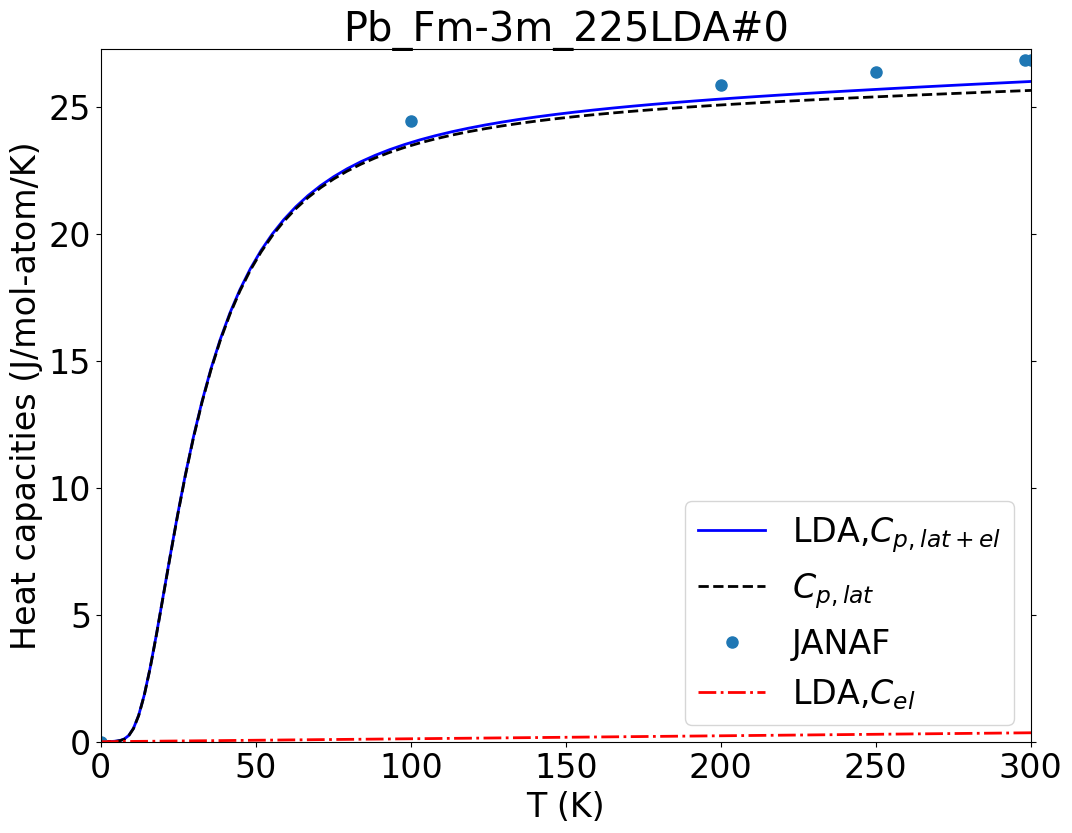 Pb_Fm-3m_225LDA#0
Heat capacities (J/mol-atom/K)
25
20
15
10
5
0
0 50 100 150 200 250 300
T (K)
LDA,C_{p,lat+el}
C_{p,lat}
JANAF
LDA,C_{el}